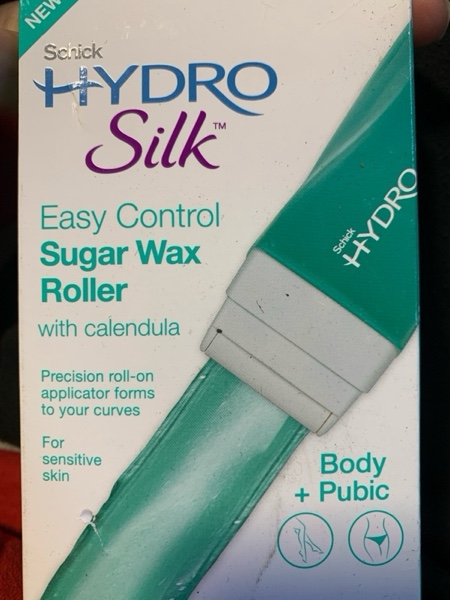 NEW
Schick
HYDRO
Silk™
Easy Control
Sugar Wax
Roller
with calendula
Precision roll-on
applicator forms
to your curves
For
sensitive
skin
Schick
HYDRO
Body
+ Pubic